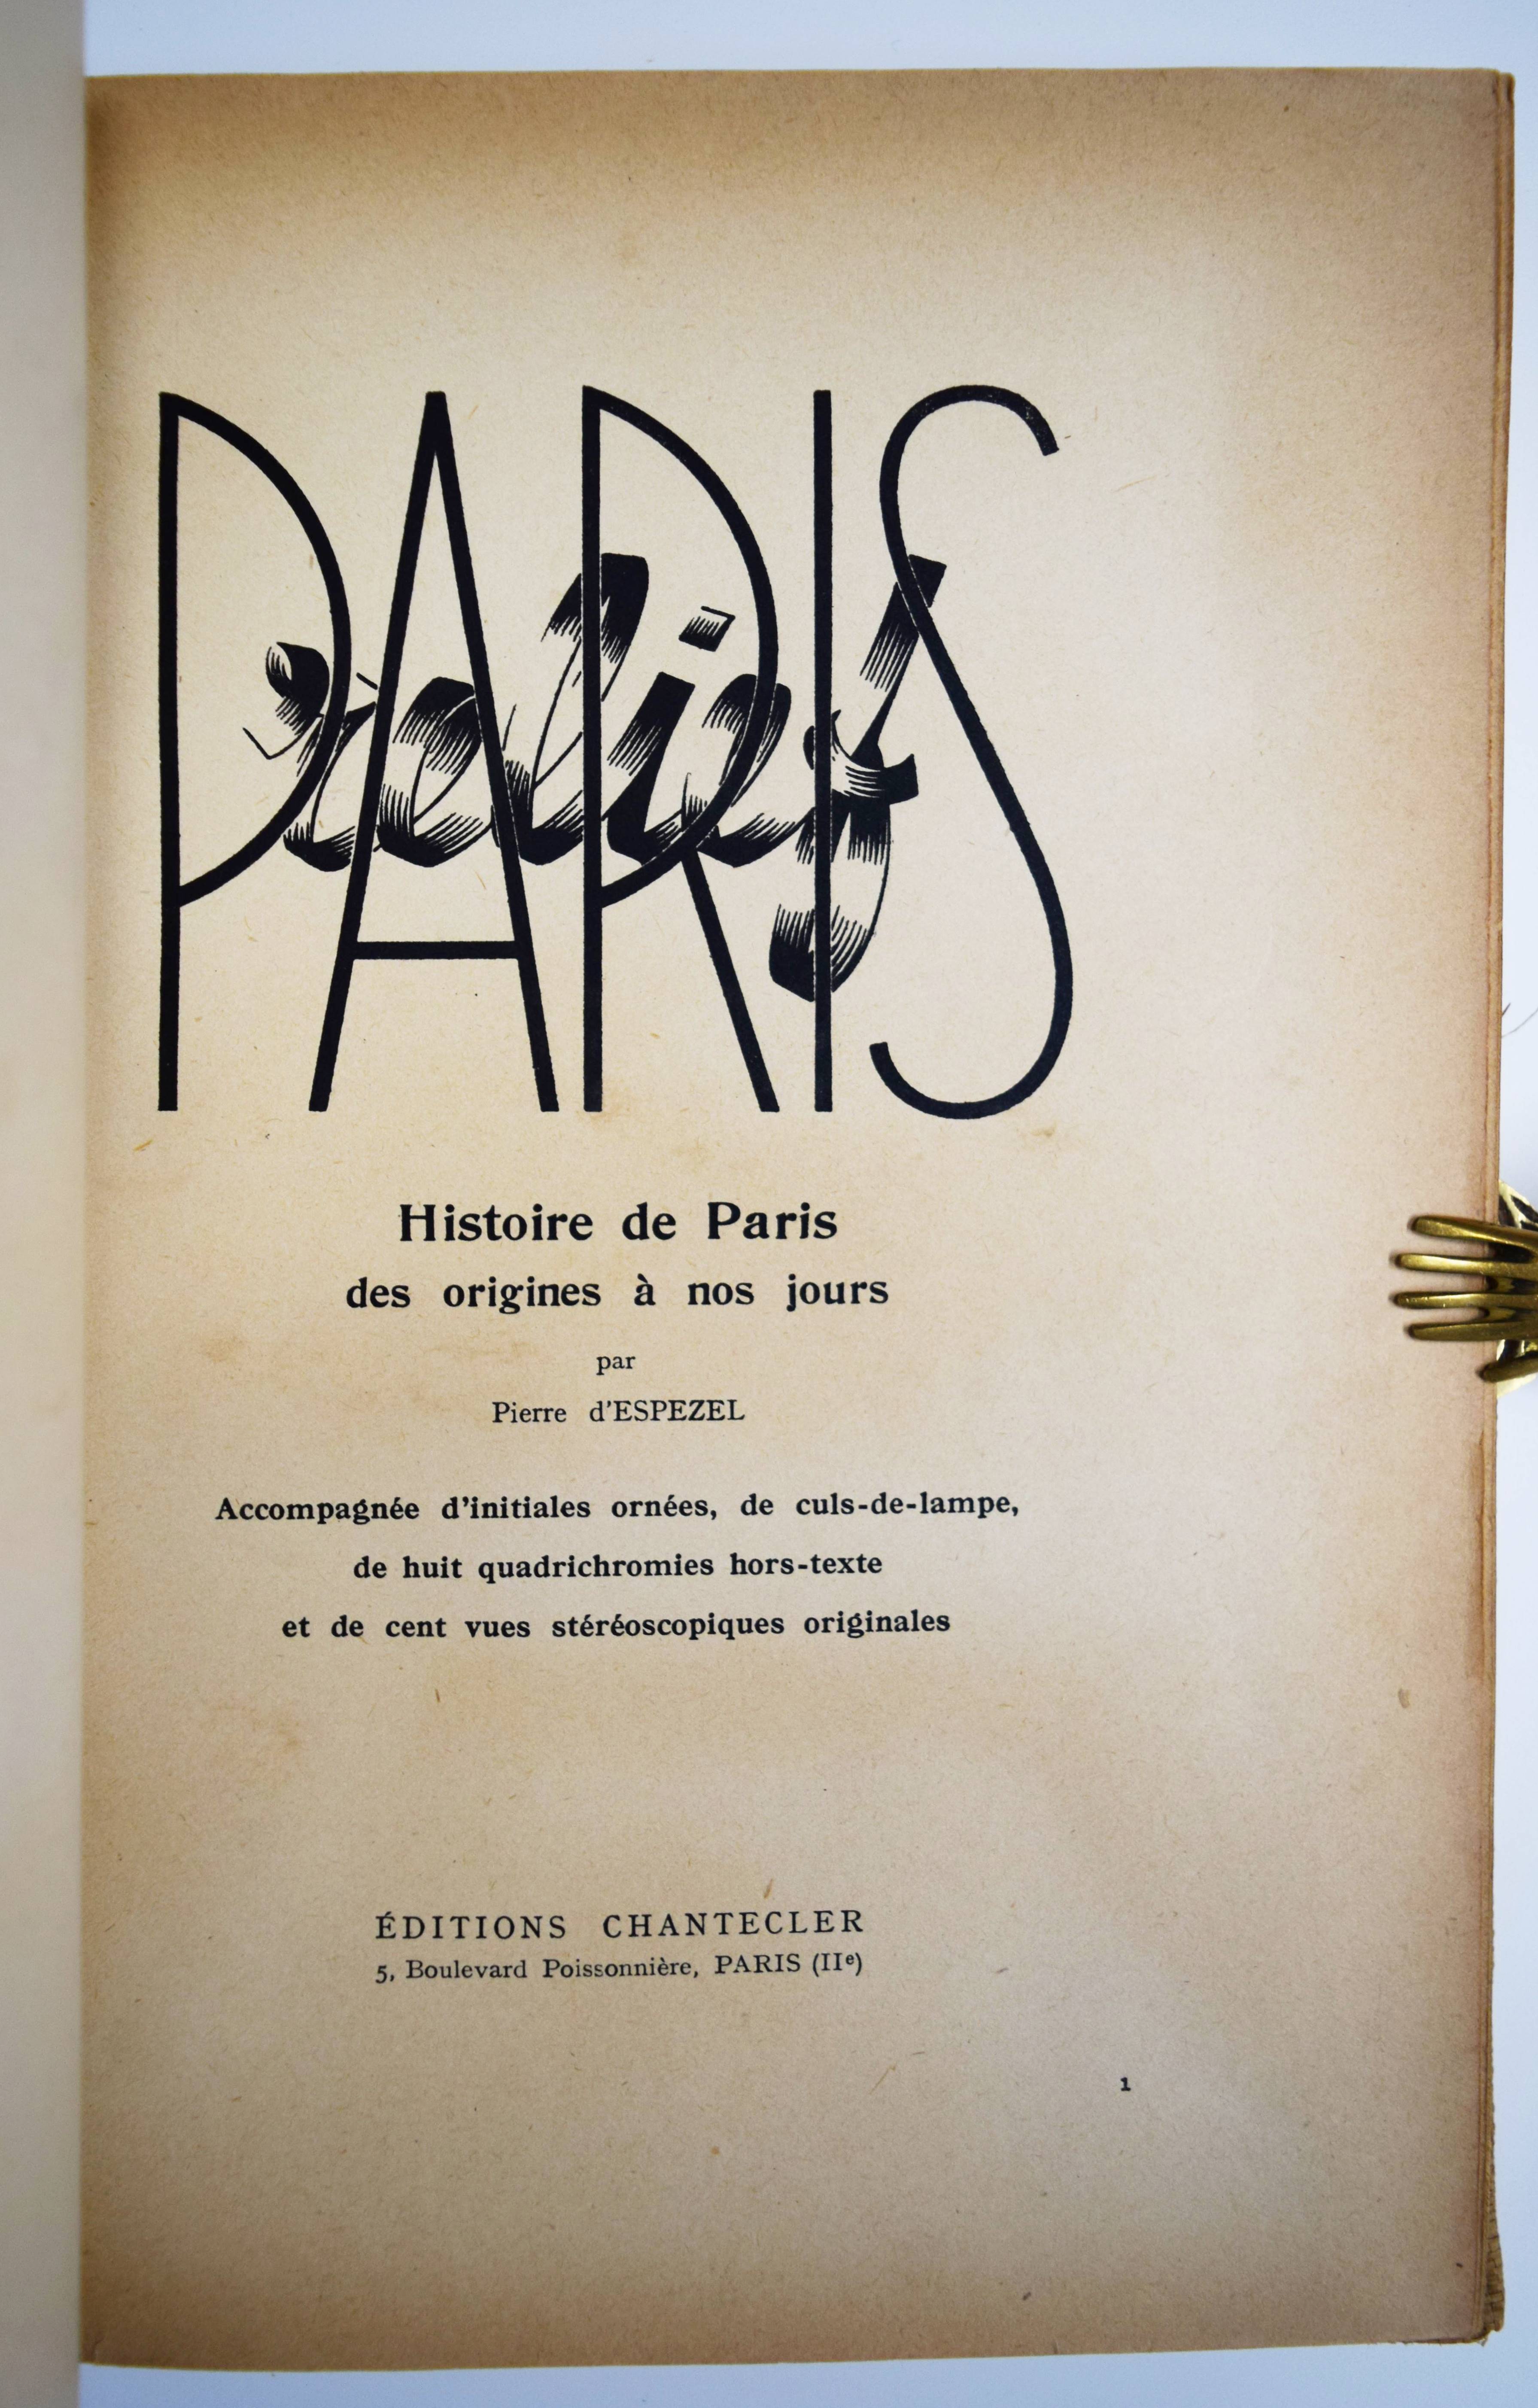 PARIS
relief
Histoire de Paris
des origines à nos jours
par
Pierre d'ESPEZEL
Accompagnée d'initiales ornées, de culs-de-lampe,
de huit quadrichromies hors-texte
et de cent vues stéréoscopiques originales
ÉDITIONS CHANTECLER
5, Boulevard Poissonnière, PARIS (IIe)
1